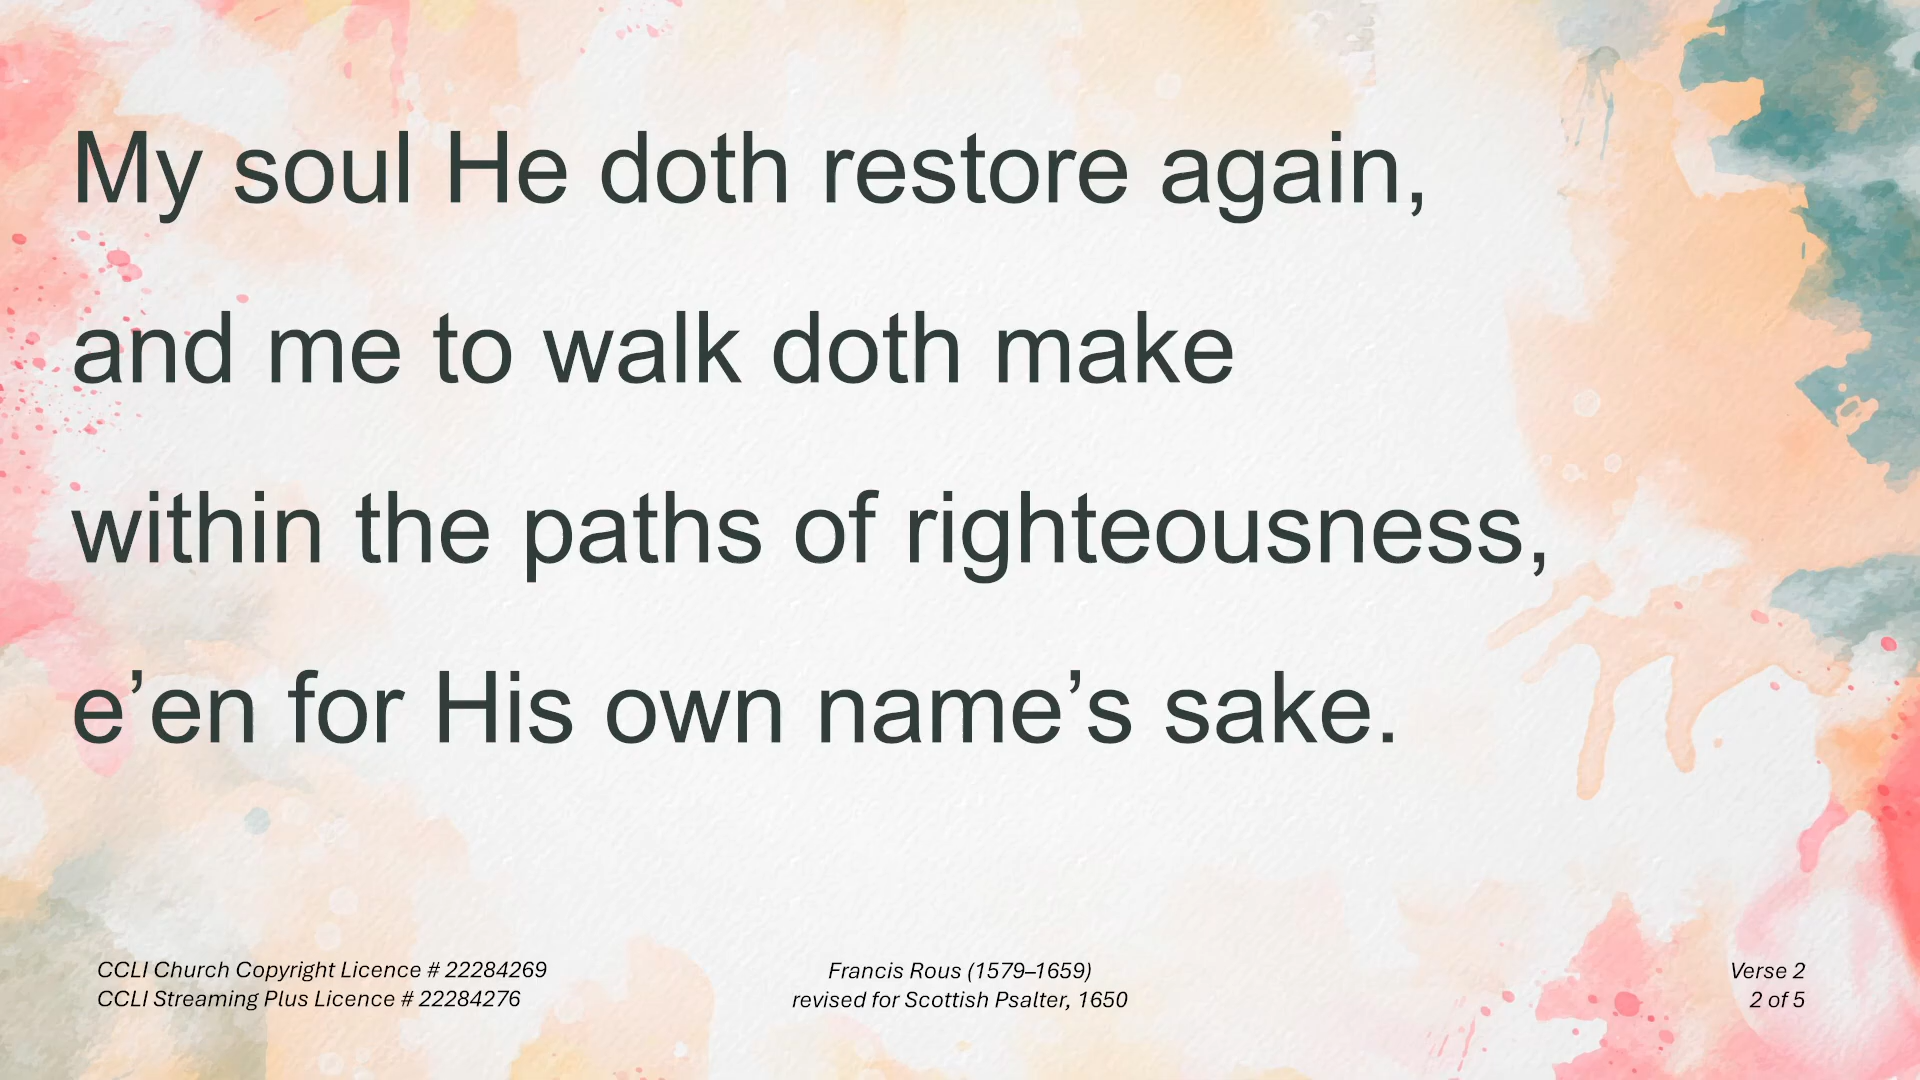 My soul He doth restore again,
and me to walk doth make
within the paths of righteousness,
e’en for His own name’s sake.
CCLI Church Copyright Licence # 22284269
CCLI Streaming Plus Licence # 22284276
Francis Rous (1579–1659)
revised for Scottish Psalter, 1650
Verse 2
2 of 5